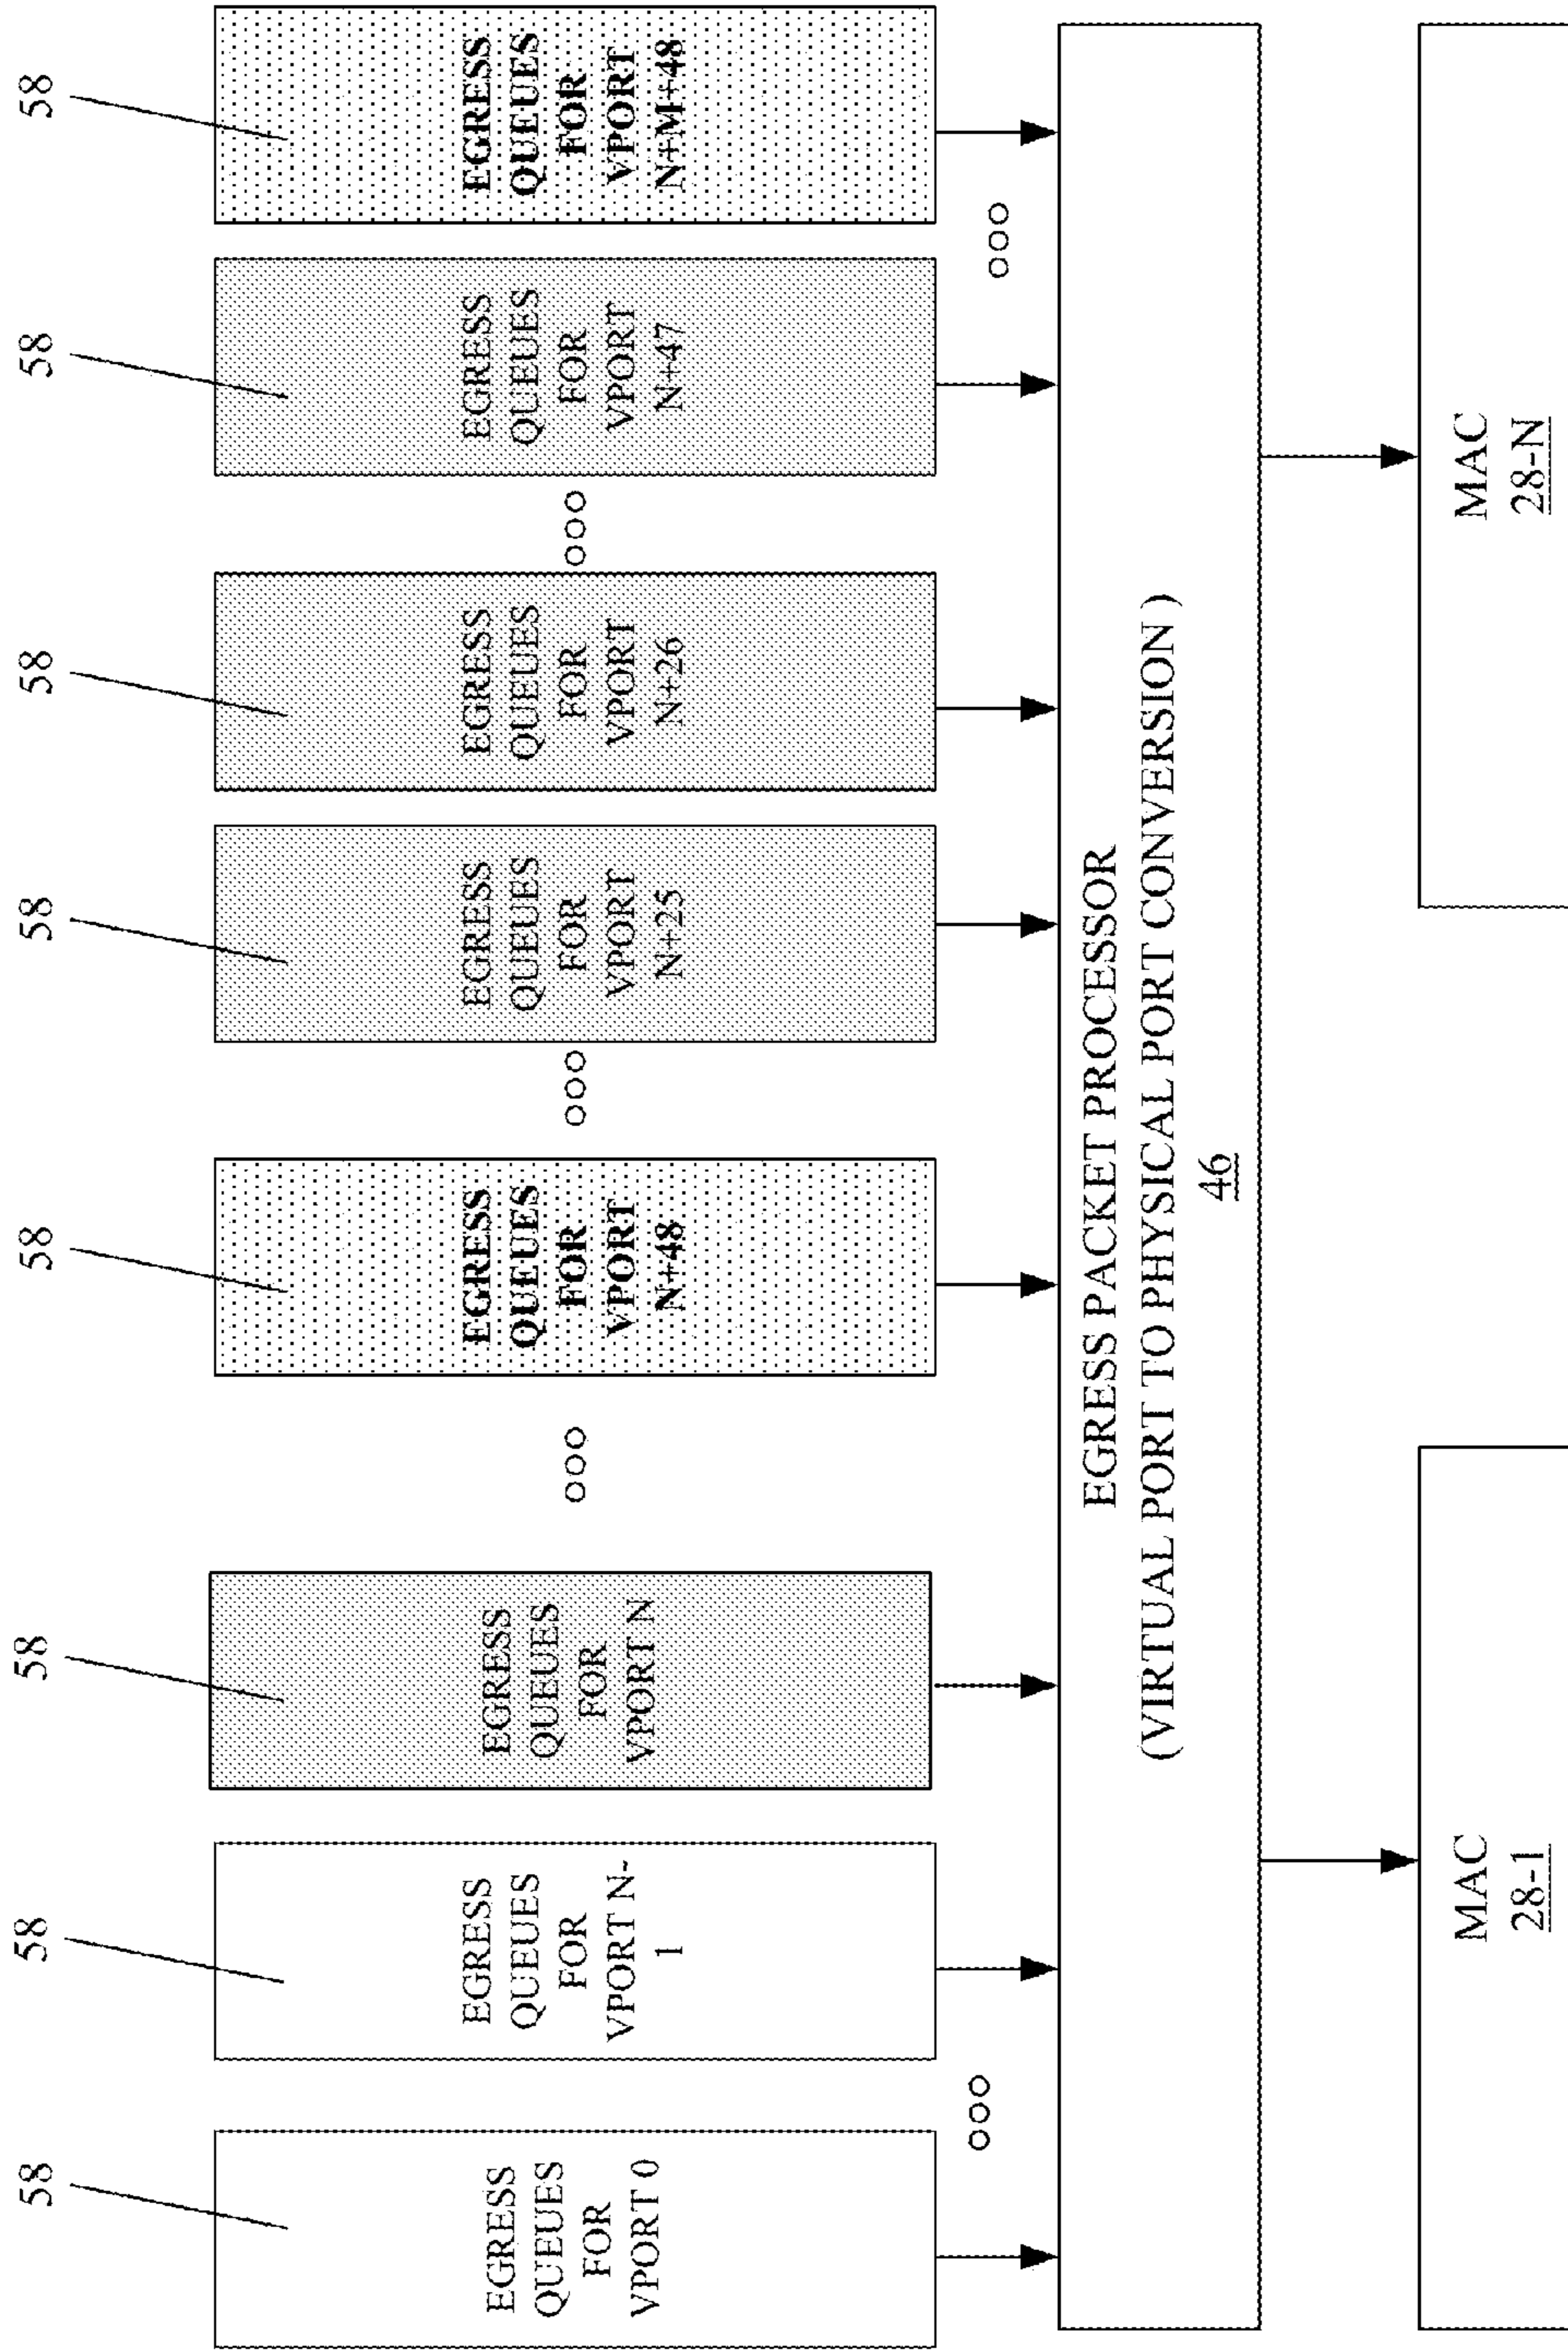 58
58
58
58
58
58
58
58
EGRESS
QUEUES
FOR
VPORT 0
EGRESS
QUEUES
FOR
VPORT N-
1
EGRESS
QUEUES
FOR
VPORT N
EGRESS
QUEUES
FOR
VPORT
N+48
EGRESS
QUEUES
FOR
VPORT
N+25
EGRESS
QUEUES
FOR
VPORT
N+26
EGRESS
QUEUES
FOR
VPORT
N+47
EGRESS
QUEUES
FOR
VPORT
N+M+48
EGRESS PACKET PROCESSOR
(VIRTUAL PORT TO PHYSICAL PORT CONVERSION )
46
MAC
28-1
MAC
28-N